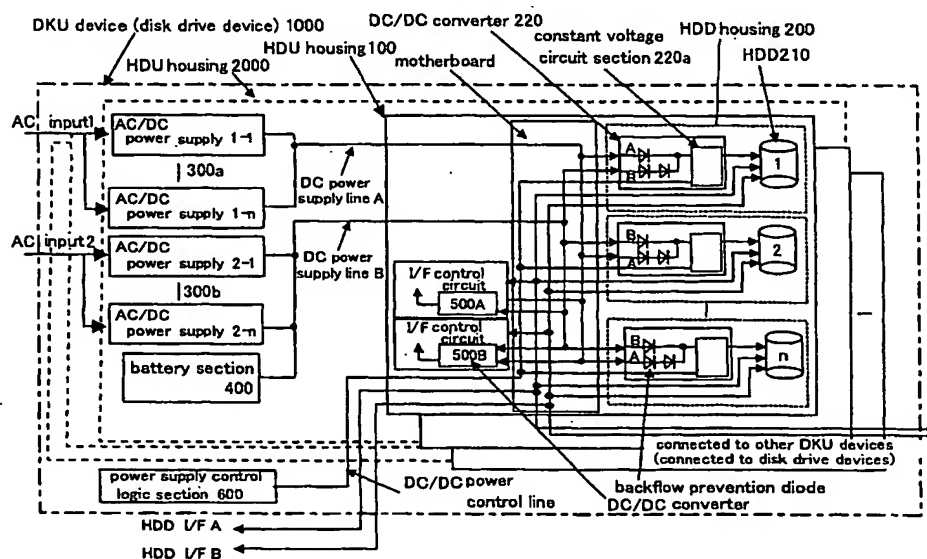 DKU device (disk drive device) 1000
HDU housing 2000
HDU housing 100
motherboard
DC/DC converter 220
constant voltage
circuit section 220a
HDD housing 200
HDD210
AC input1
AC/DC
power supply 1-1
300a
AC/DC
power supply 1-n
DC power
supply line A
AC input2
AC/DC
power supply 2-1
300b
AC/DC
power supply 2-n
DC power
supply line B
battery section
400
I/F control
circuit
500A
I/F control
circuit
500B
A
B
1
B
A
2
B
A
n
connected to other DKU devices
(connected to disk drive devices)
power supply control
logic section 600
DC/DC power
control line
backflow prevention diode
DC/DC converter
HDD I/F A
HDD I/F B